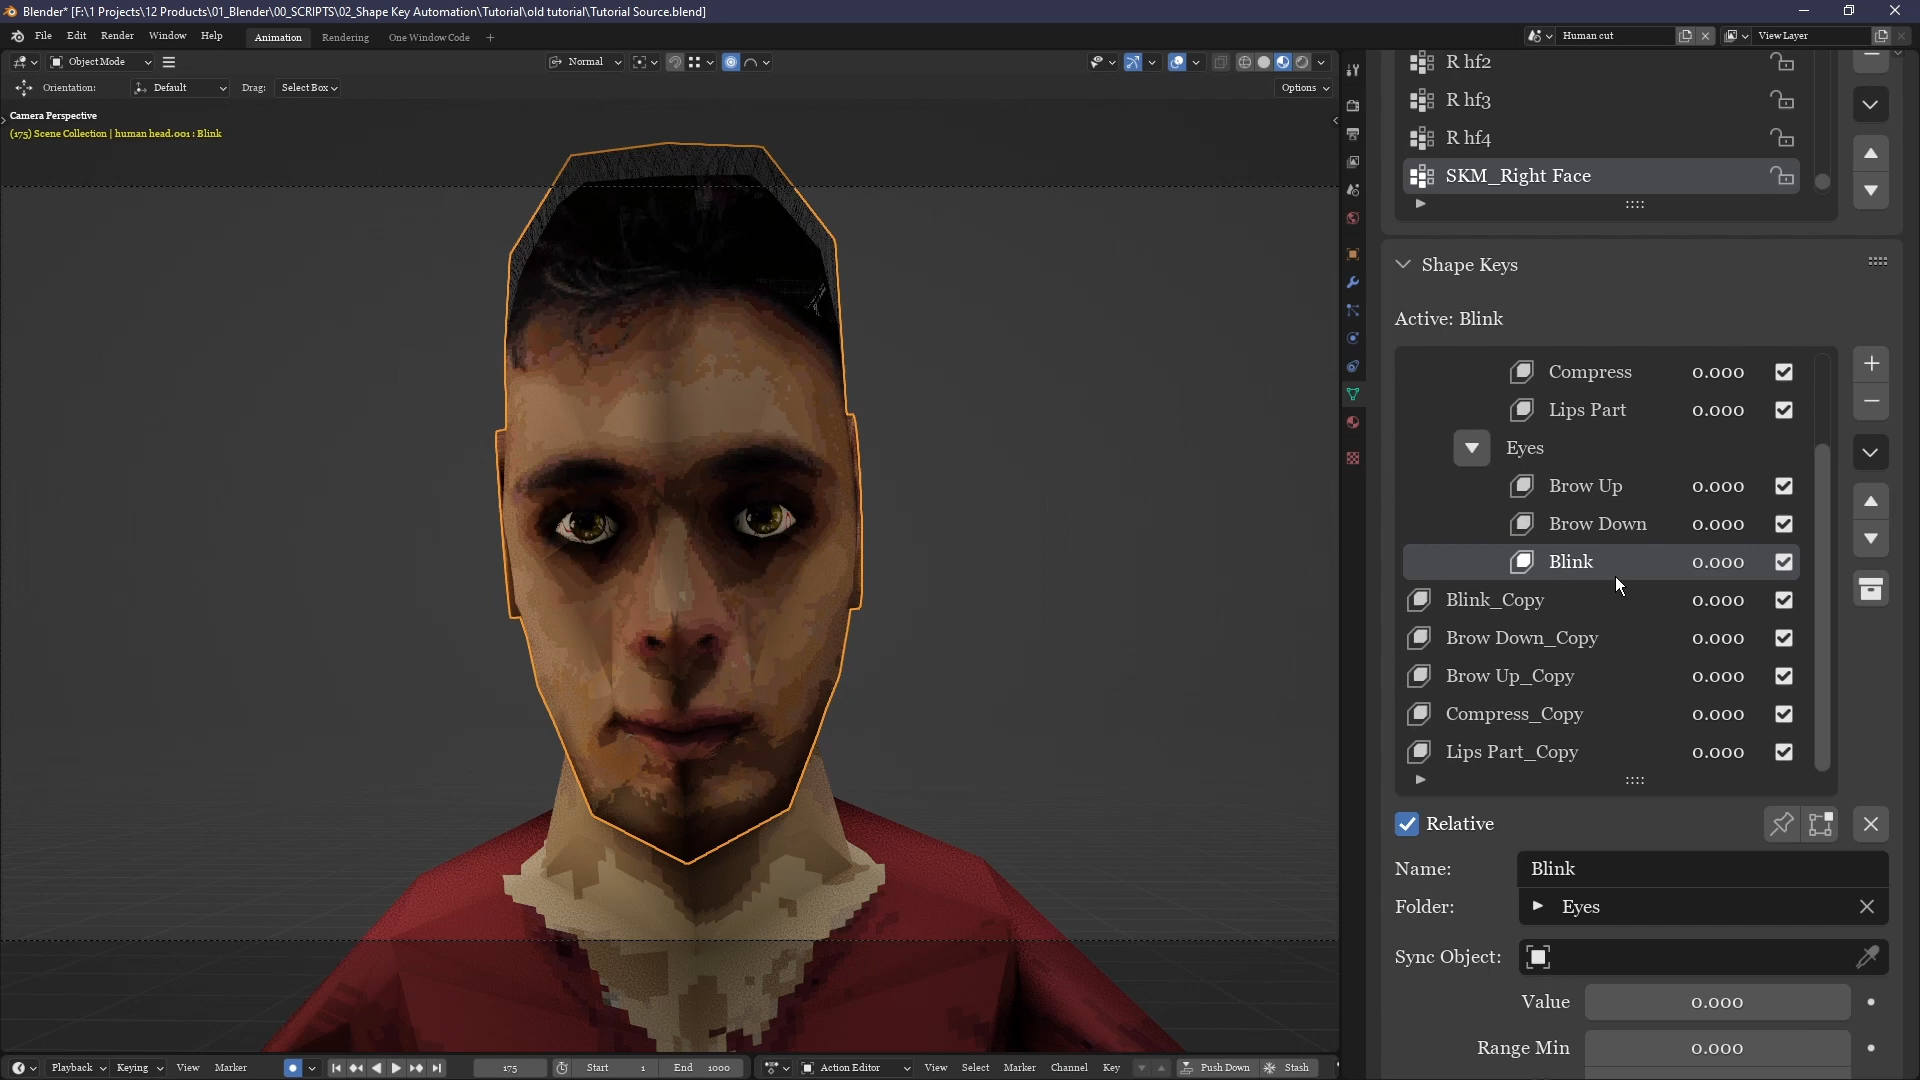 Blender* [F:\1 Projects\12 Products\01_Blender\00_SCRIPTS\02_Shape Key Automation\Tutorial\old tutorial\Tutorial Source.blend]
File Edit Render Window Help Animation Rendering One Window Code + Human cut View Layer
Object Mode Normal
Orientation: Default Drag: Select Box Options
Camera Perspective
(175) Scene Collection | human head.001 : Blink
R hf2
R hf3
R hf4
SKM_Right Face
Shape Keys
Active: Blink
Compress 0.000
Lips Part 0.000
Eyes
Brow Up 0.000
Brow Down 0.000
Blink 0.000
Blink_Copy 0.000
Brow Down_Copy 0.000
Brow Up_Copy 0.000
Compress_Copy 0.000
Lips Part_Copy 0.000
Relative
Name: Blink
Folder: Eyes
Sync Object:
Value 0.000
Range Min 0.000
Playback Keying View Marker 175 Start 1 End 1000 Action Editor View Select Marker Channel Key Push Down Stash